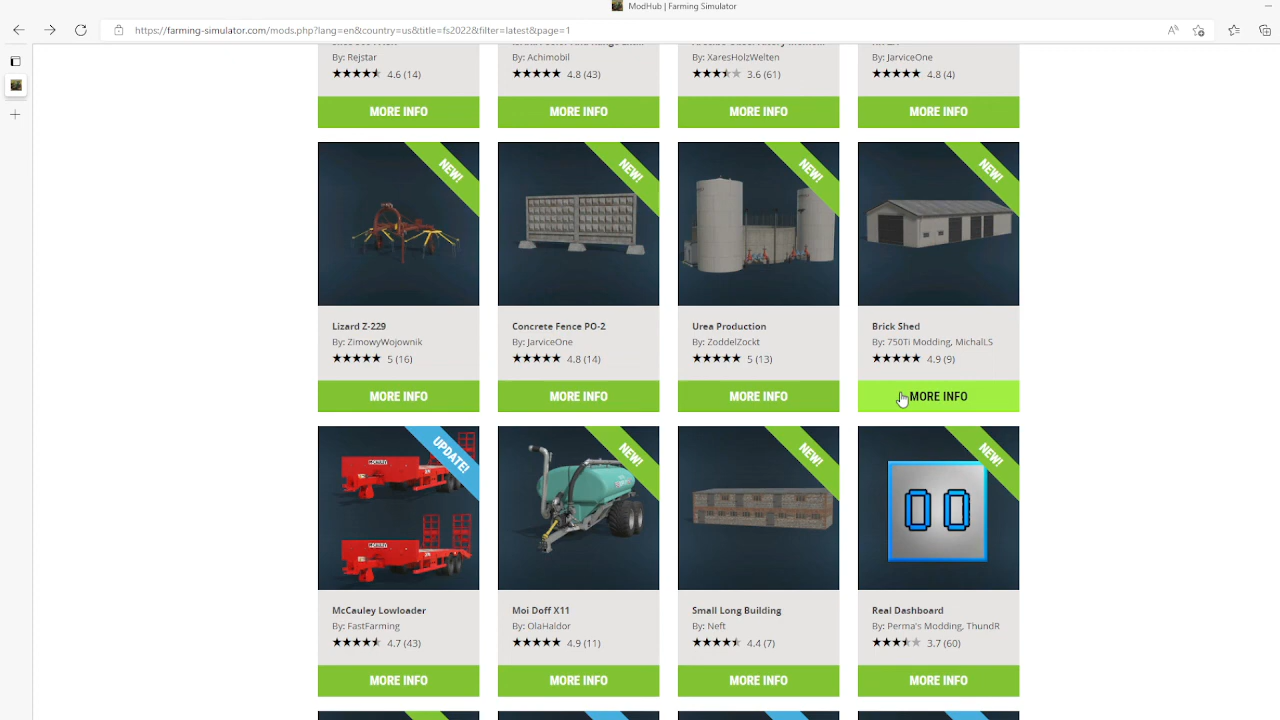 ModHub | Farming Simulator
https://farming-simulator.com/mods.php?lang=en&country=us&title=fs2022&filter=latest&page=1
By: Rejstar
By: Achimobil
By: XaresHolzWelten
By: JarviceOne
4.6 (14)
4.8 (43)
3.6 (61)
4.8 (4)
MORE INFO
MORE INFO
MORE INFO
MORE INFO
NEW!
NEW!
NEW!
NEW!
Lizard Z-229
Concrete Fence PO-2
Urea Production
Brick Shed
By: ZimowyWojownik
By: JarviceOne
By: ZoddelZockt
By: 750Ti Modding, MichalLS
5 (16)
4.8 (14)
5 (13)
4.9 (9)
MORE INFO
MORE INFO
MORE INFO
MORE INFO
UPDATE!
NEW!
NEW!
NEW!
McCauley Lowloader
Moi Doff X11
Small Long Building
Real Dashboard
By: FastFarming
By: OlaHaldor
By: Neft
By: Perma's Modding, ThundR
4.7 (43)
4.9 (11)
4.4 (7)
3.7 (60)
MORE INFO
MORE INFO
MORE INFO
MORE INFO